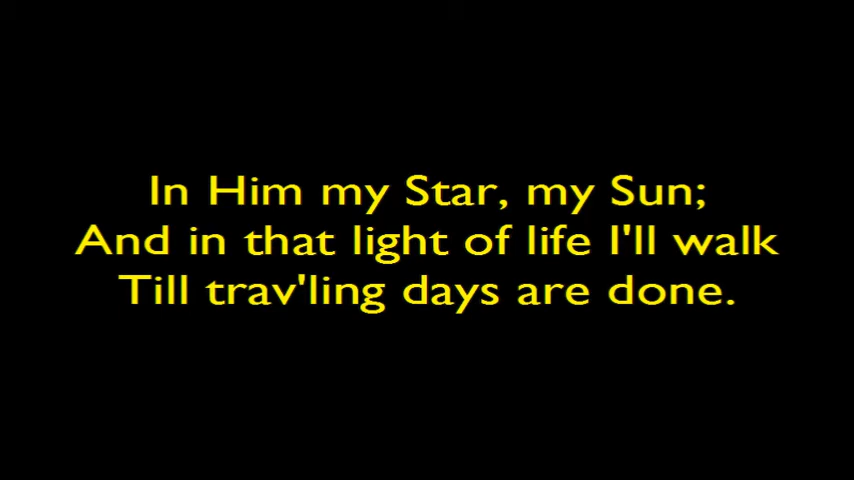 In Him my Star, my Sun;
And in that light of life I'll walk
Till trav'ling days are done.